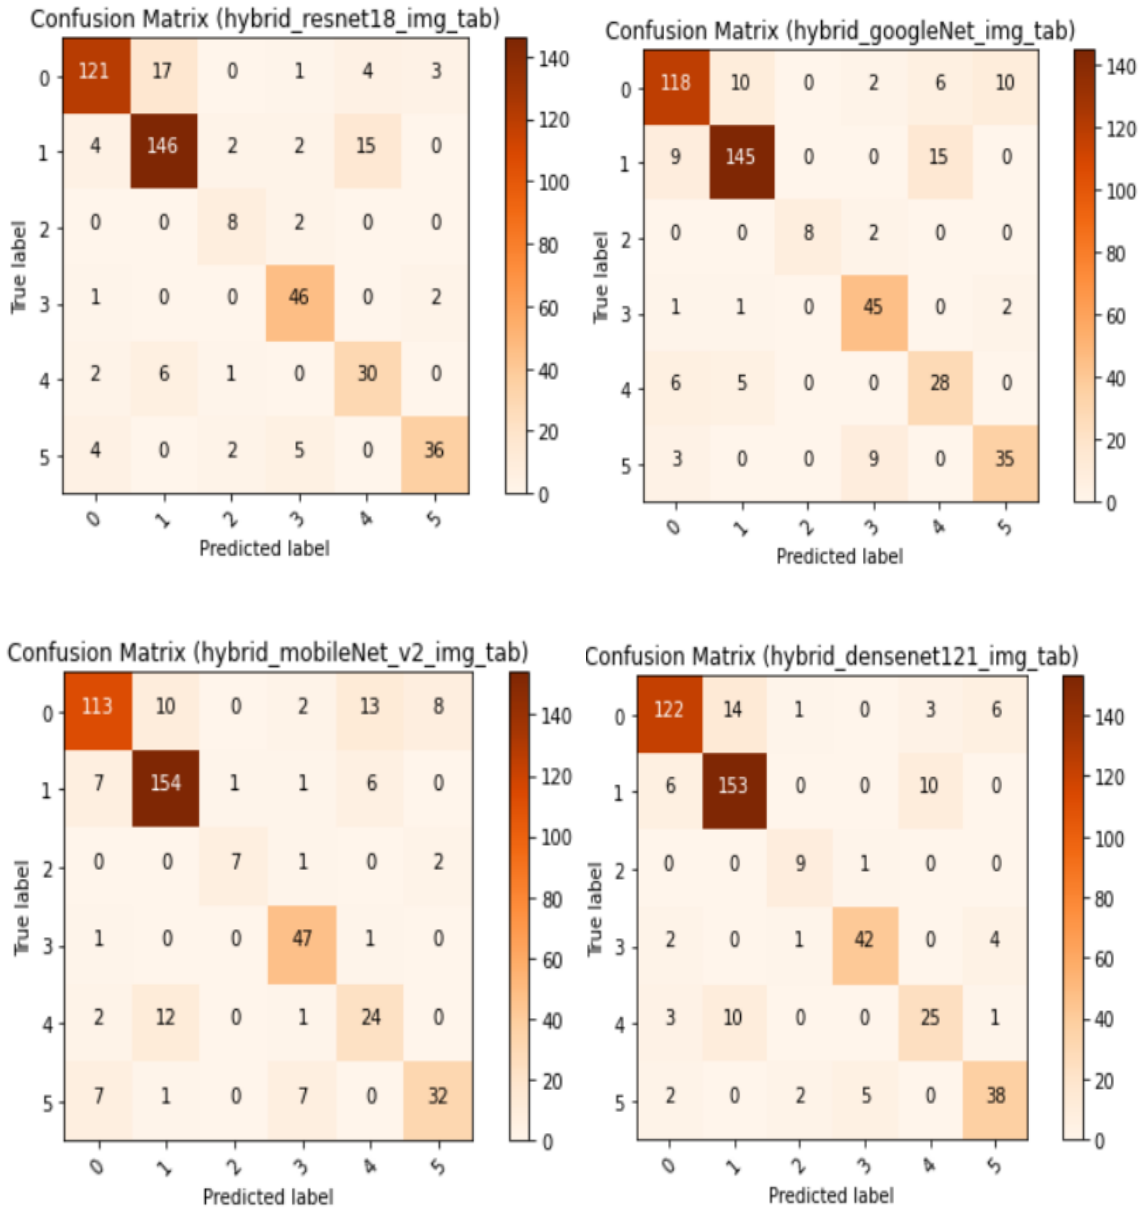 Confusion Matrix (hybrid_resnet18_img_tab)
0 121 17 0 1 4 3
1 4 146 2 2 15 0
2 0 0 8 2 0 0
3 1 0 0 46 0 2
4 2 6 1 0 30 0
5 4 0 2 5 0 36
0 1 2 3 4 5
True label
Predicted label
140
120
100
80
60
40
20
0
Confusion Matrix (hybrid_googleNet_img_tab)
0 118 10 0 2 6 10
1 9 145 0 0 15 0
2 0 0 8 2 0 0
3 1 1 0 45 0 2
4 6 5 0 0 28 0
5 3 0 0 9 0 35
0 1 2 3 4 5
True label
Predicted label
140
120
100
80
60
40
20
0
Confusion Matrix (hybrid_mobileNet_v2_img_tab)
0 113 10 0 2 13 8
1 7 154 1 1 6 0
2 0 0 7 1 0 2
3 1 0 0 47 1 0
4 2 12 0 1 24 0
5 7 1 0 7 0 32
0 1 2 3 4 5
True label
Predicted label
140
120
100
80
60
40
20
0
Confusion Matrix (hybrid_densenet121_img_tab)
0 122 14 1 0 3 6
1 6 153 0 0 10 0
2 0 0 9 1 0 0
3 2 0 1 42 0 4
4 3 10 0 0 25 1
5 2 0 2 5 0 38
0 1 2 3 4 5
True label
Predicted label
140
120
100
80
60
40
20
0